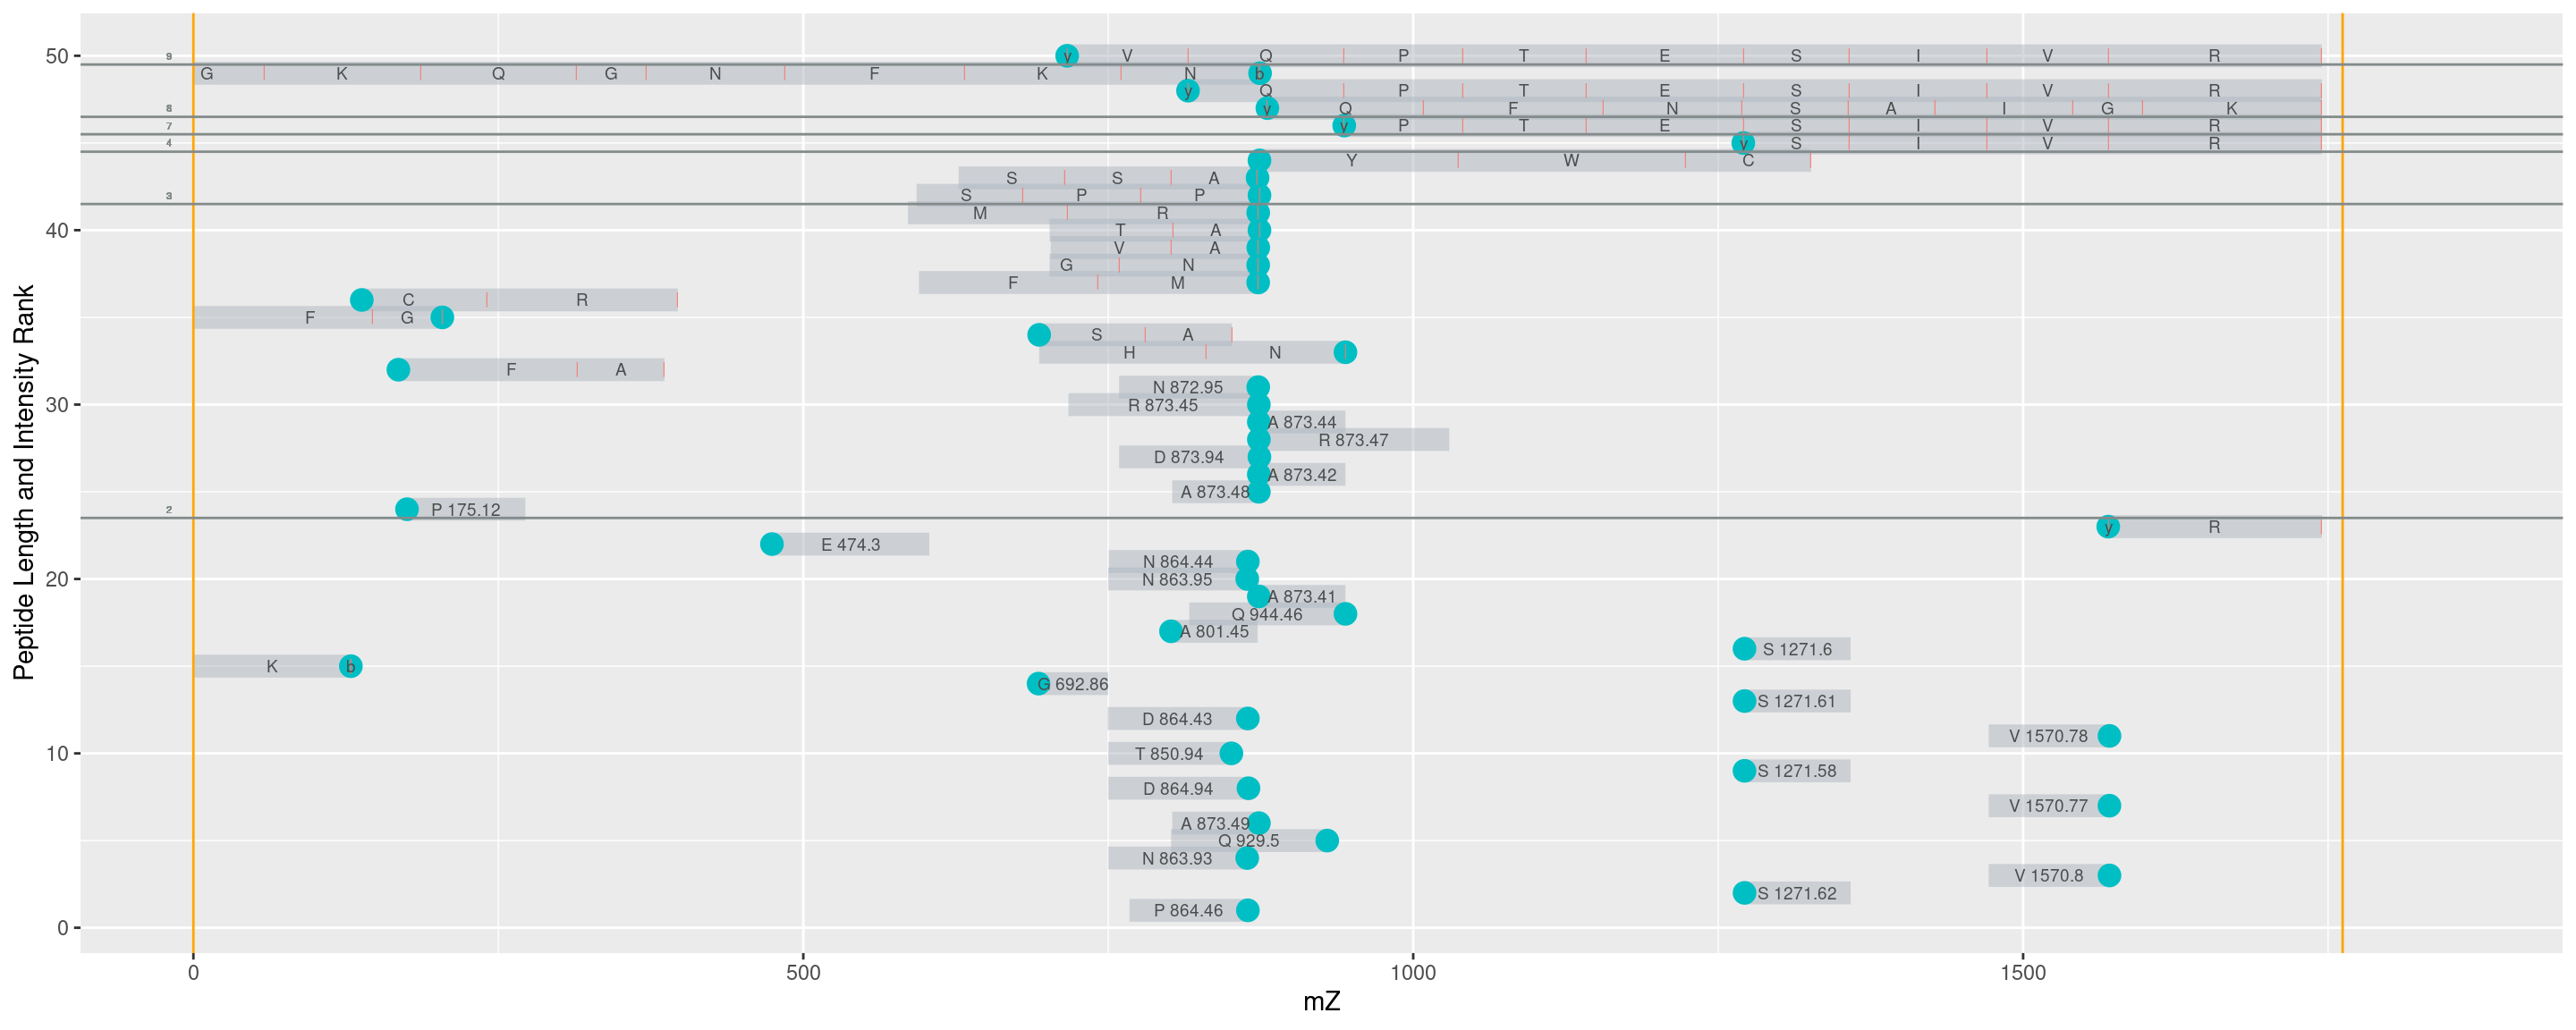 50
9
y V Q P T E S I V R
G K Q G N F K N b
y Q P T E S I V R
8
y Q F N S A I G K
7
y P T E S I V R
4
y S I V R
Y W C
S S A
3
S P P
M R
40
T A
V A
G N
F M
C R
F G
S A
H N
F A
N 872.95
30
R 873.45
A 873.44
R 873.47
D 873.94
A 873.42
A 873.48
2
P 175.12
y R
E 474.3
N 864.44
20
N 863.95
A 873.41
Q 944.46
A 801.45
S 1271.6
K b
G 692.86
S 1271.61
D 864.43
V 1570.78
10
T 850.94
S 1271.58
D 864.94
V 1570.77
A 873.49
Q 929.5
N 863.93
V 1570.8
S 1271.62
P 864.46
0
0 500 1000 1500
mZ
Peptide Length and Intensity Rank